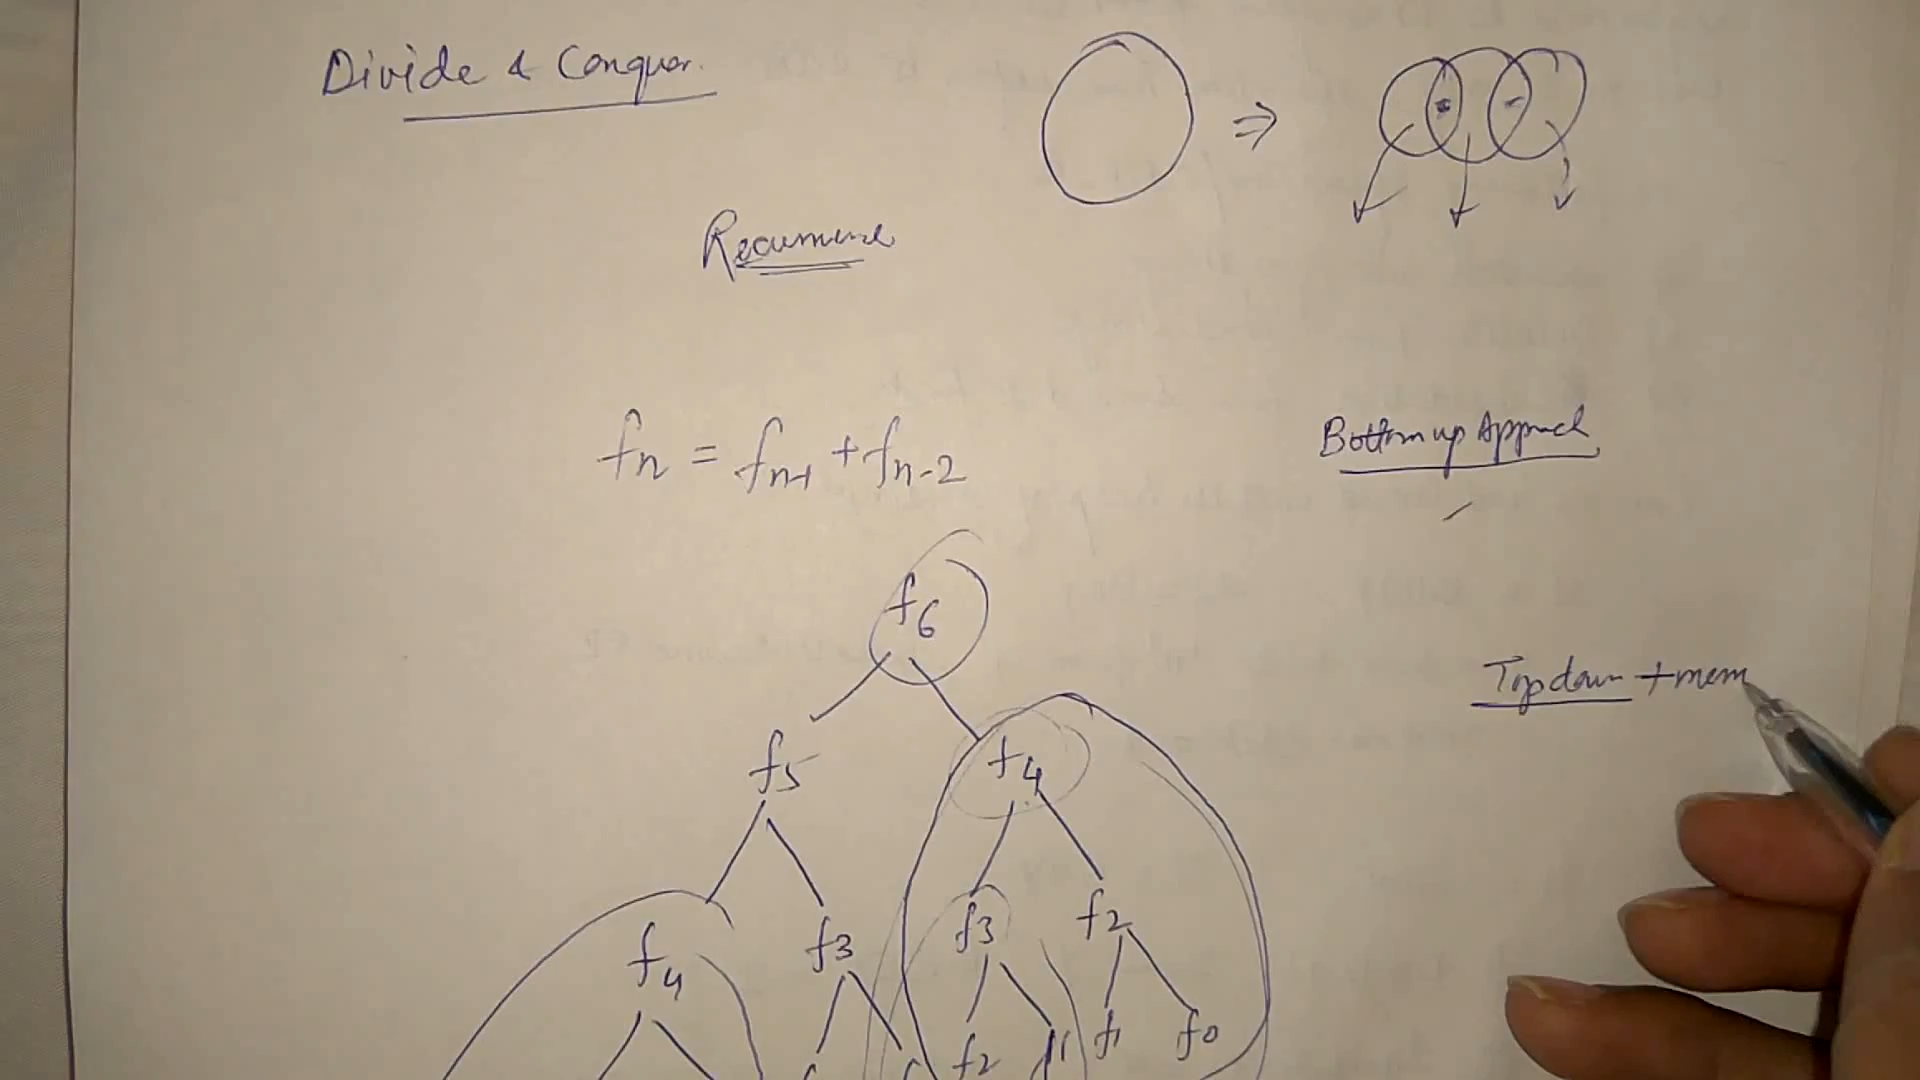 Divide & Conquer.
Recurrence
fn = fn-1 + fn-2
Bottom up Approach
f6
Top down + mem
f5
f4
f4
f3
f3
f2
f2
f1
f1
f0